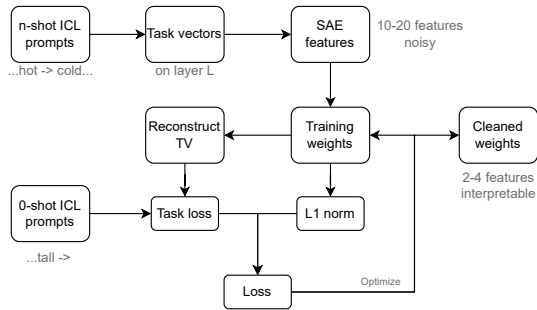 n-shot ICL
prompts
...hot -> cold...
Task vectors
on layer L
SAE
features
10-20 features
noisy
Reconstruct
TV
Training
weights
Cleaned
weights
2-4 features
interpretable
0-shot ICL
prompts
...tall ->
Task loss
L1 norm
Loss
Optimize